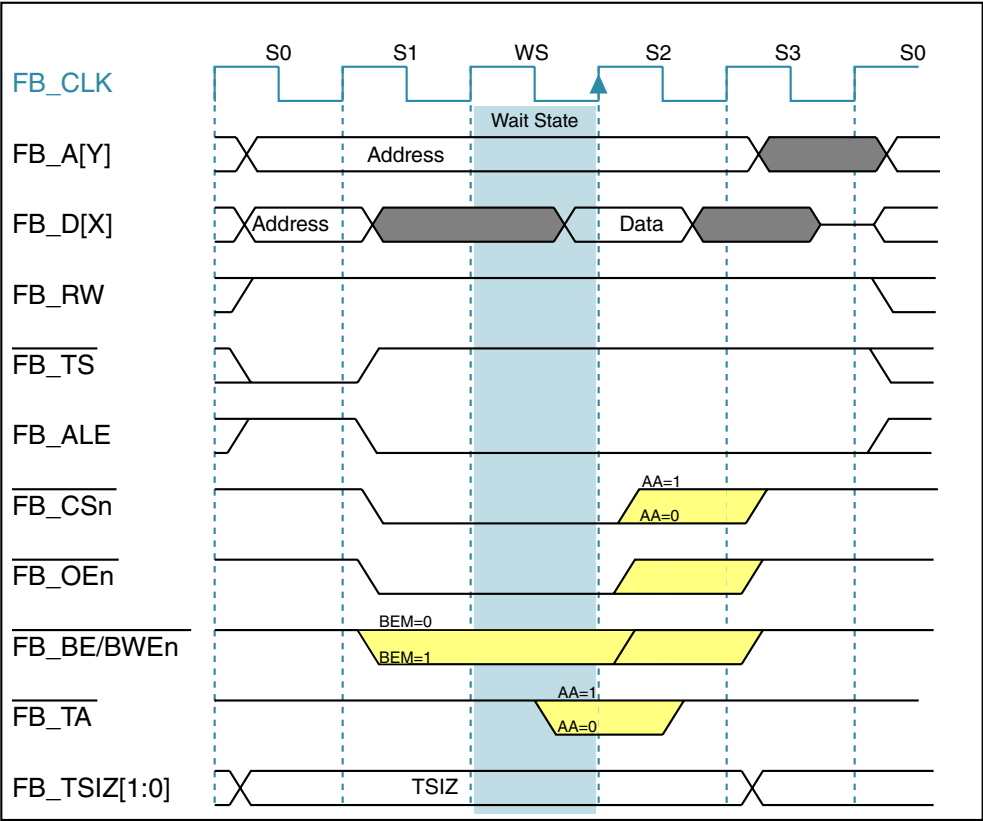 S0 S1 WS S2 S3 S0
FB_CLK
Wait State
FB_A[Y] Address
FB_D[X] Address Data
FB_RW
FB_TS
FB_ALE
AA=1
FB_CSn
AA=0
FB_OEn
BEM=0
FB_BE/BWEn
BEM=1
AA=1
FB_TA
AA=0
FB_TSIZ[1:0] TSIZ